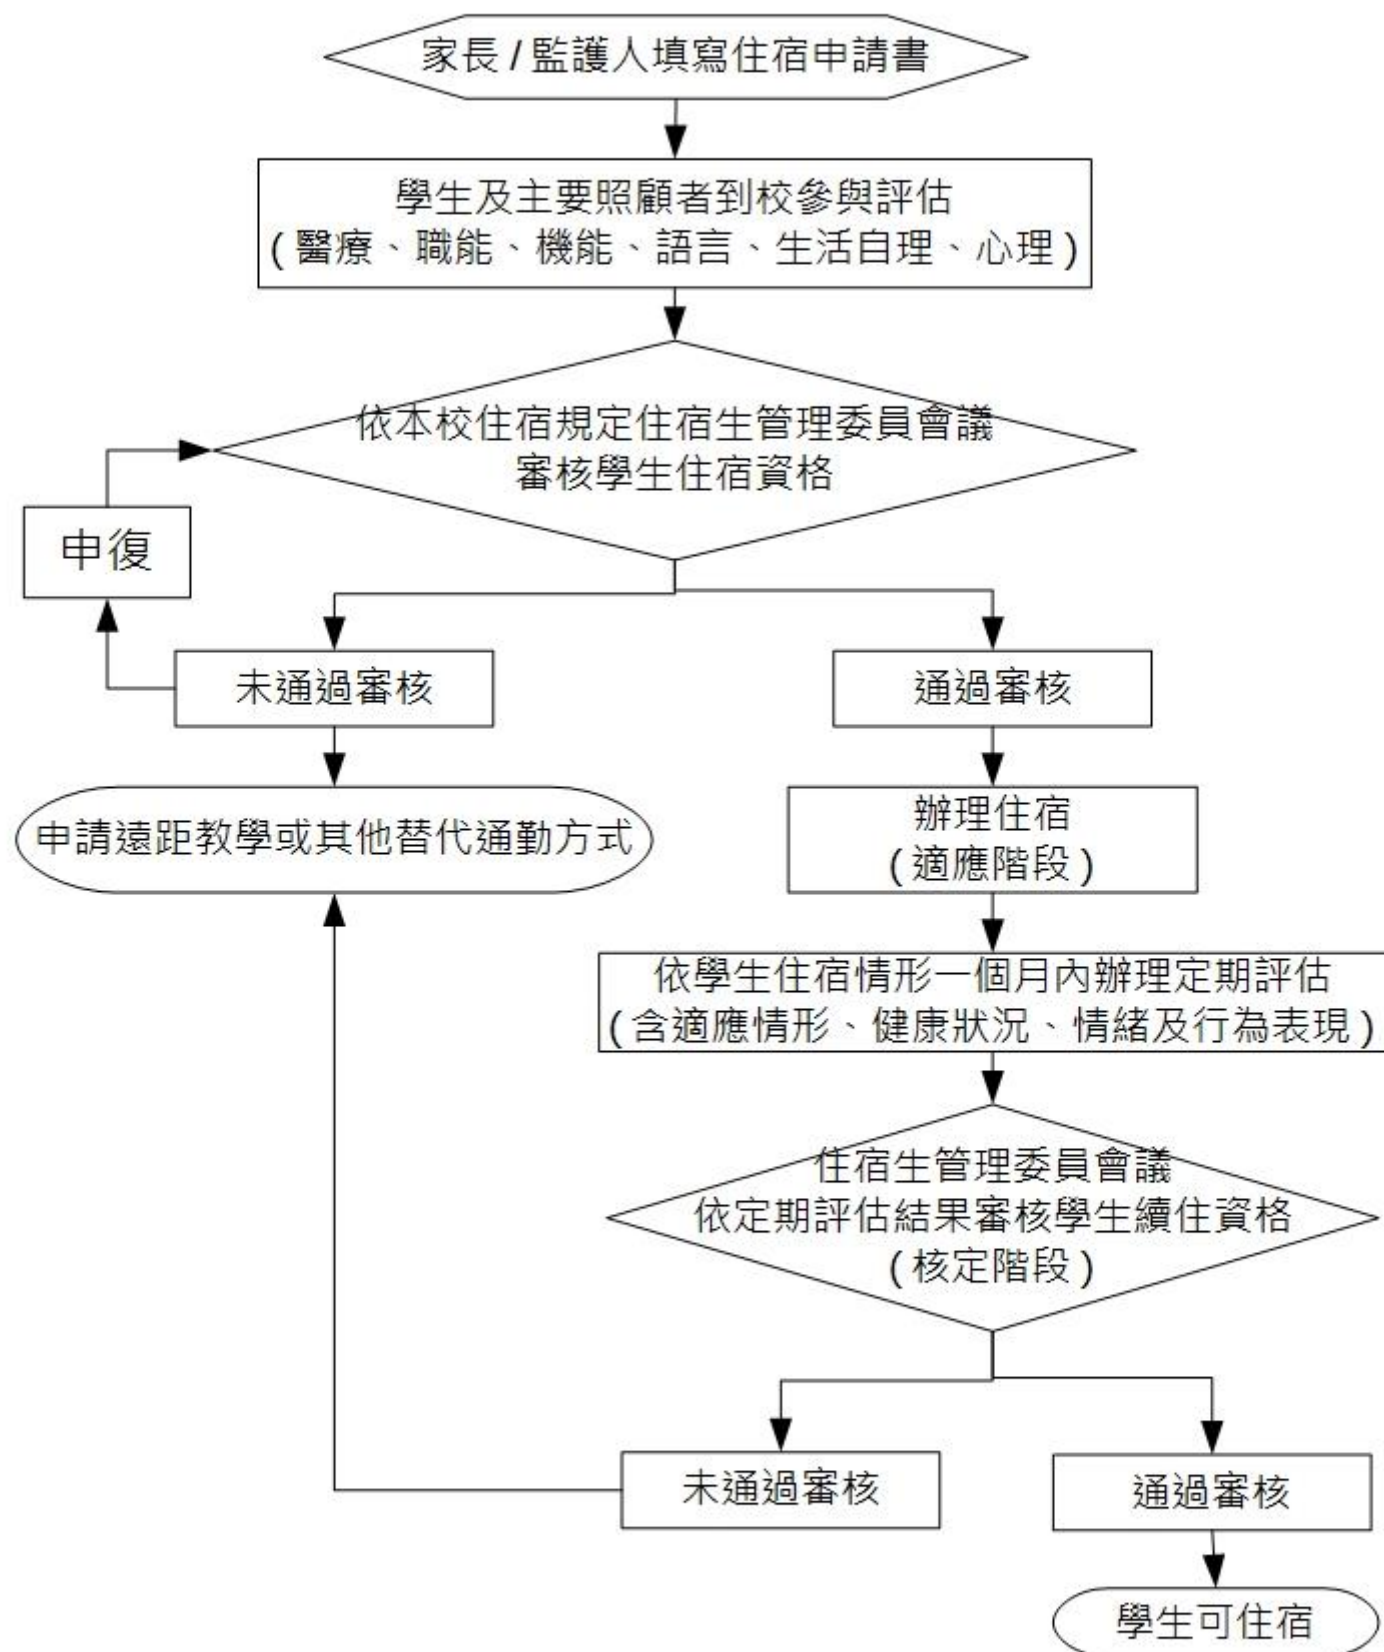 家長 / 監護人填寫住宿申請書
學生及主要照顧者到校參與評估
( 醫療、職能、機能、語言、生活自理、心理 )
依本校住宿規定住宿生管理委員會議
審核學生住宿資格
申復
未通過審核
通過審核
申請遠距教學或其他替代通勤方式
辦理住宿
( 適應階段 )
依學生住宿情形一個月內辦理定期評估
( 含適應情形、健康狀況、情緒及行為表現 )
住宿生管理委員會議
依定期評估結果審核學生續住資格
( 核定階段 )
未通過審核
通過審核
學生可住宿